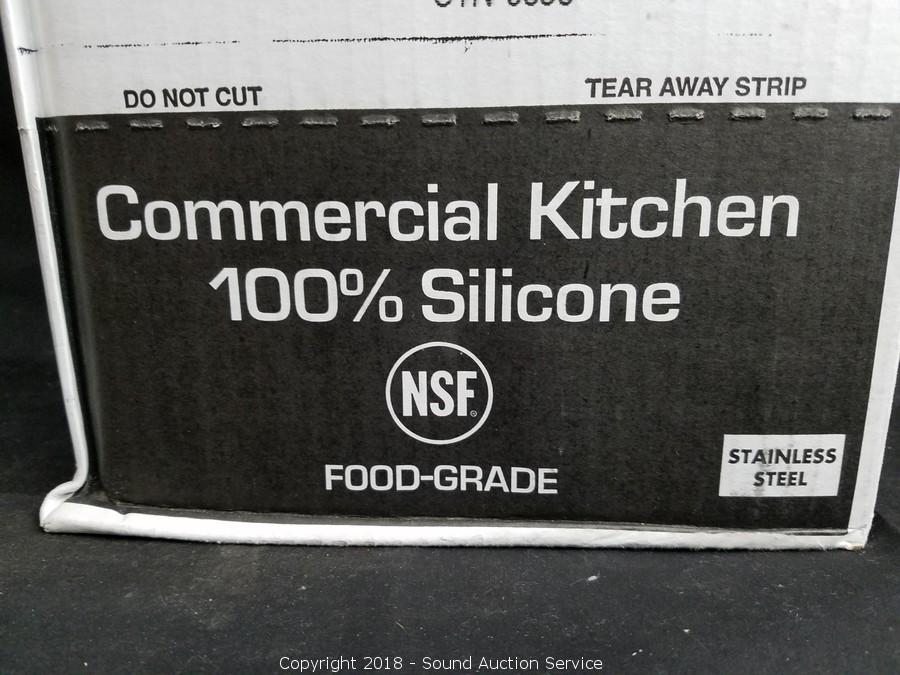 DO NOT CUT TEAR AWAY STRIP
Commercial Kitchen
100% Silicone
NSF®
FOOD-GRADE
STAINLESS
STEEL
Copyright 2018 - Sound Auction Service